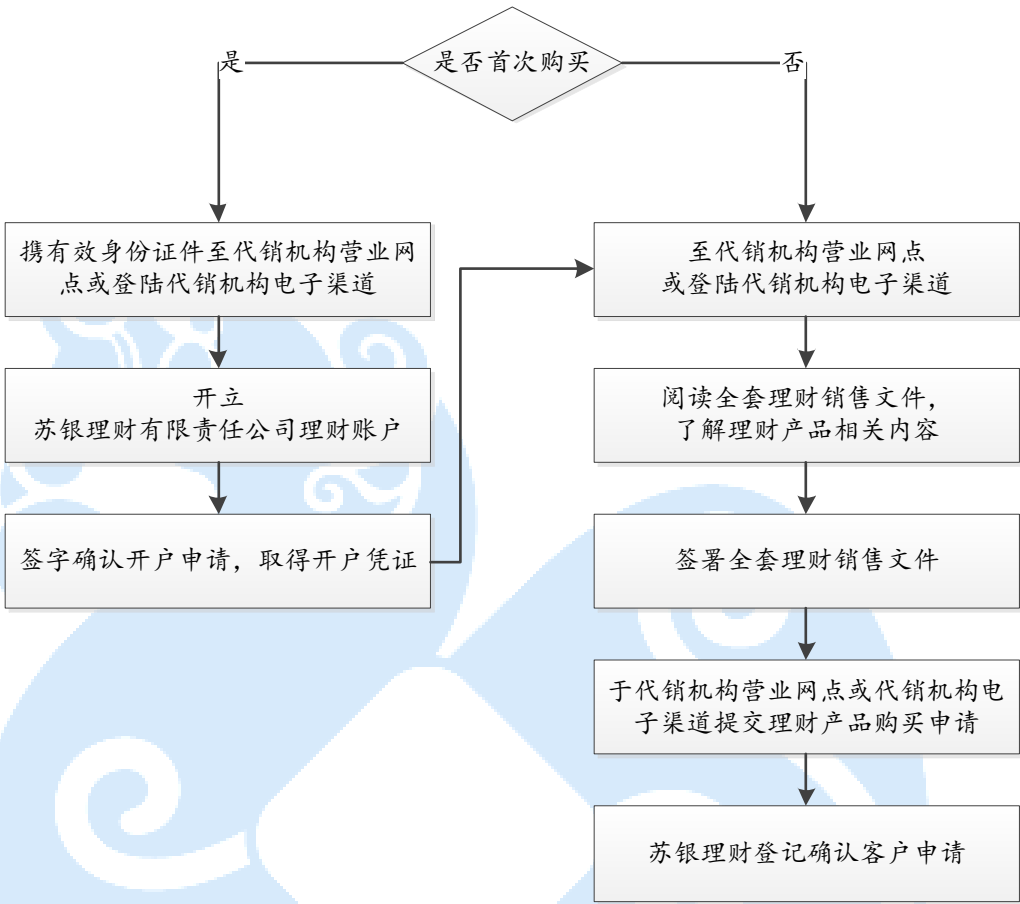 是否首次购买
是
否
携有效身份证件至代销机构营业网
点或登陆代销机构电子渠道
开立
苏银理财有限责任公司理财账户
签字确认开户申请，取得开户凭证
至代销机构营业网点
或登陆代销机构电子渠道
阅读全套理财销售文件，
了解理财产品相关内容
签署全套理财销售文件
于代销机构营业网点或代销机构电
子渠道提交理财产品购买申请
苏银理财登记确认客户申请